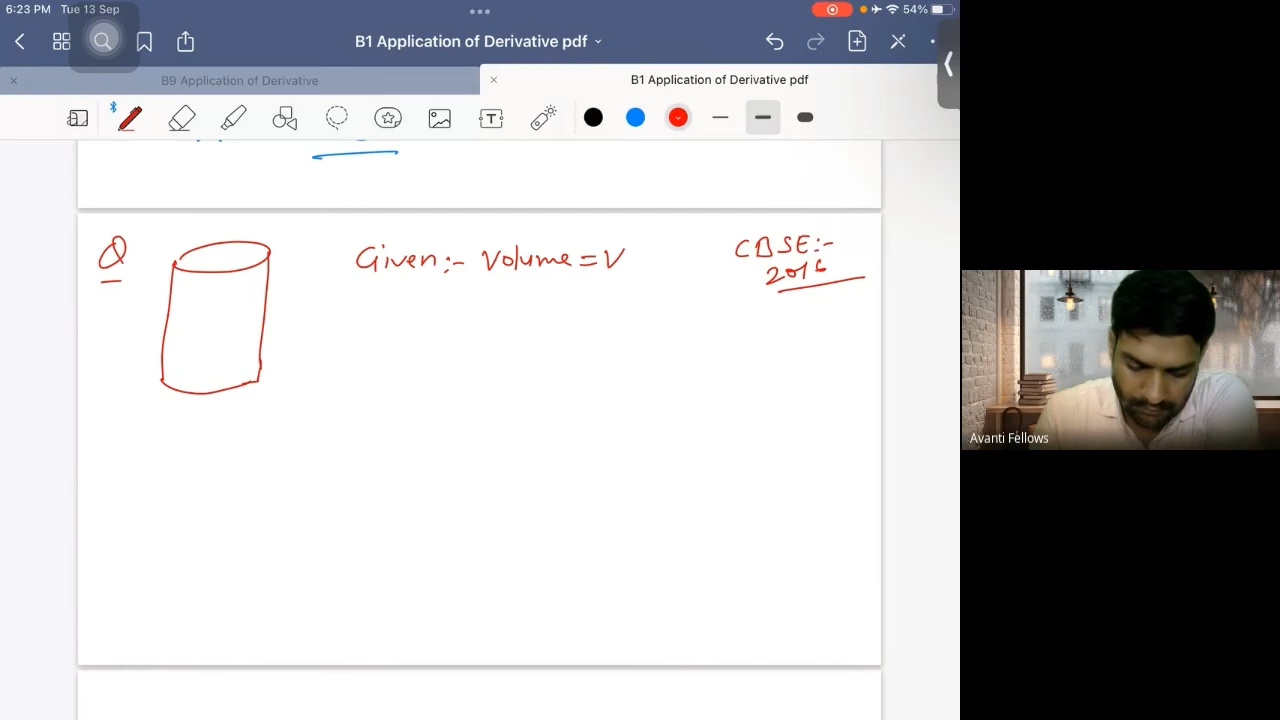 6:23 PM Tue 13 Sep
54%
B1 Application of Derivative pdf
B9 Application of Derivative
B1 Application of Derivative pdf
T
Q
Given:- Volume = V
CBSE:-
2016
Avanti Fellows